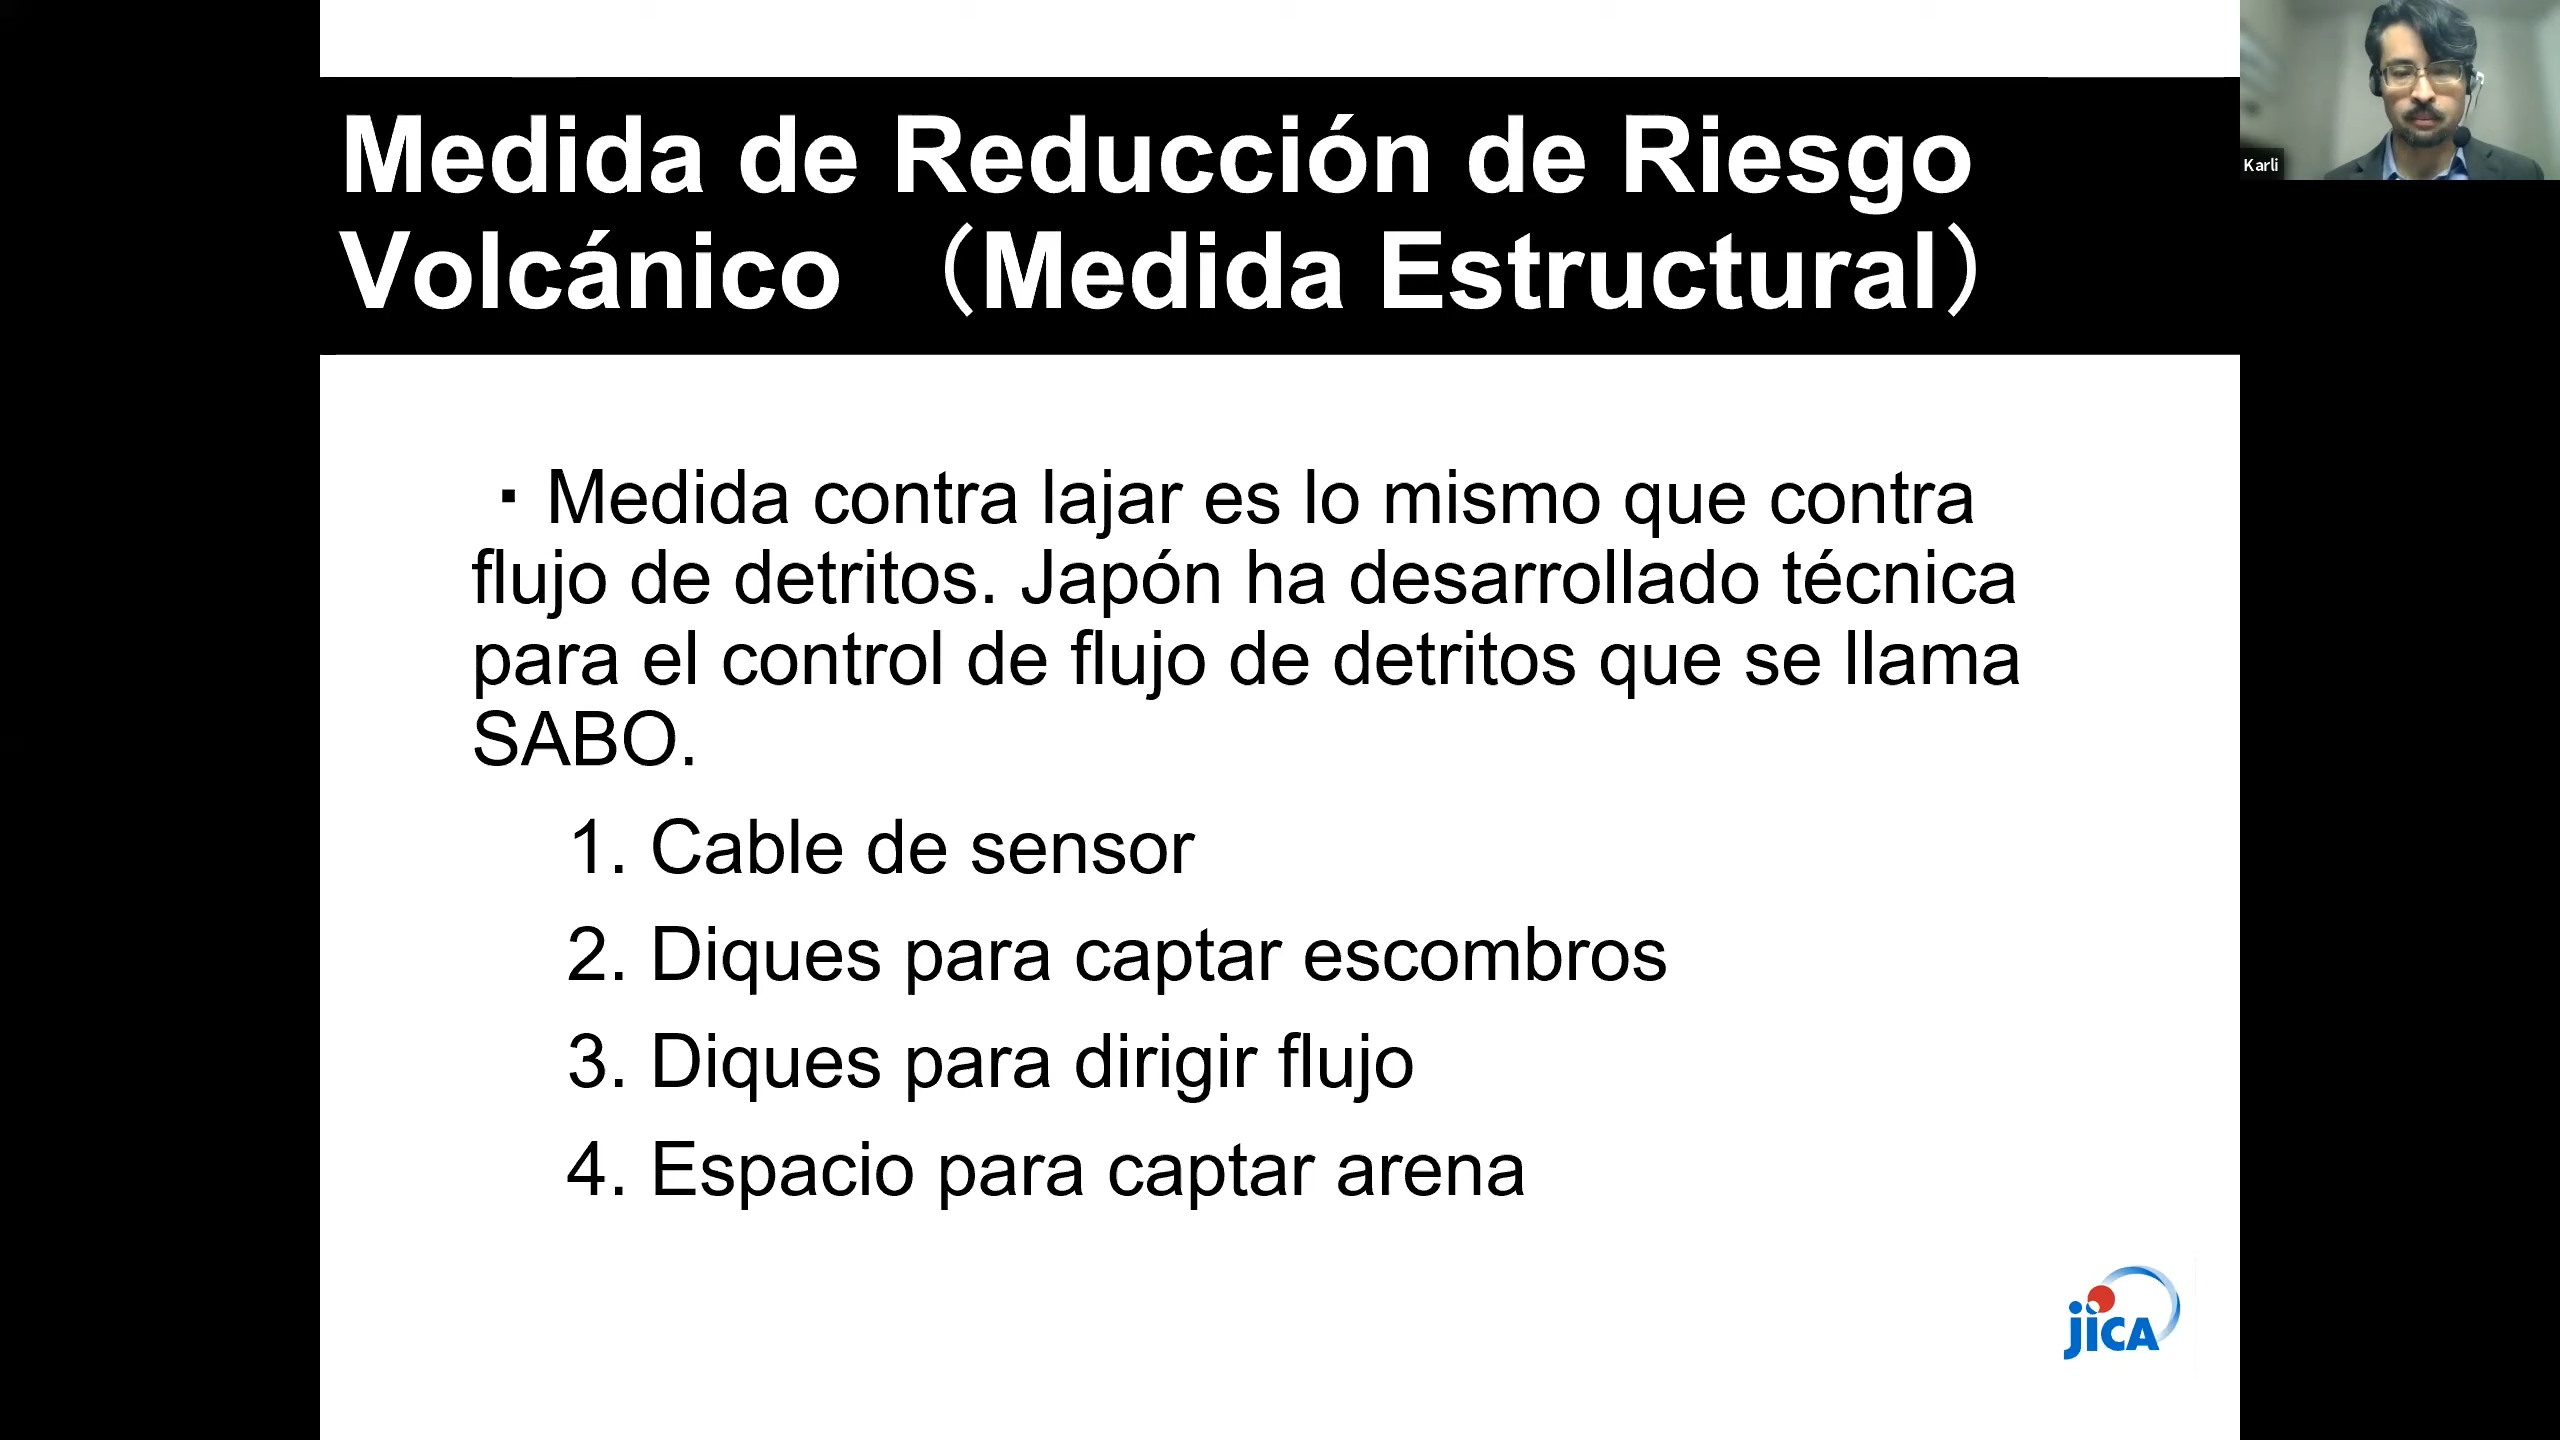 Medida de Reducción de Riesgo
Volcánico （Medida Estructural）
Karli
・Medida contra lajar es lo mismo que contra
flujo de detritos. Japón ha desarrollado técnica
para el control de flujo de detritos que se llama
SABO.
1. Cable de sensor
2. Diques para captar escombros
3. Diques para dirigir flujo
4. Espacio para captar arena
jICA